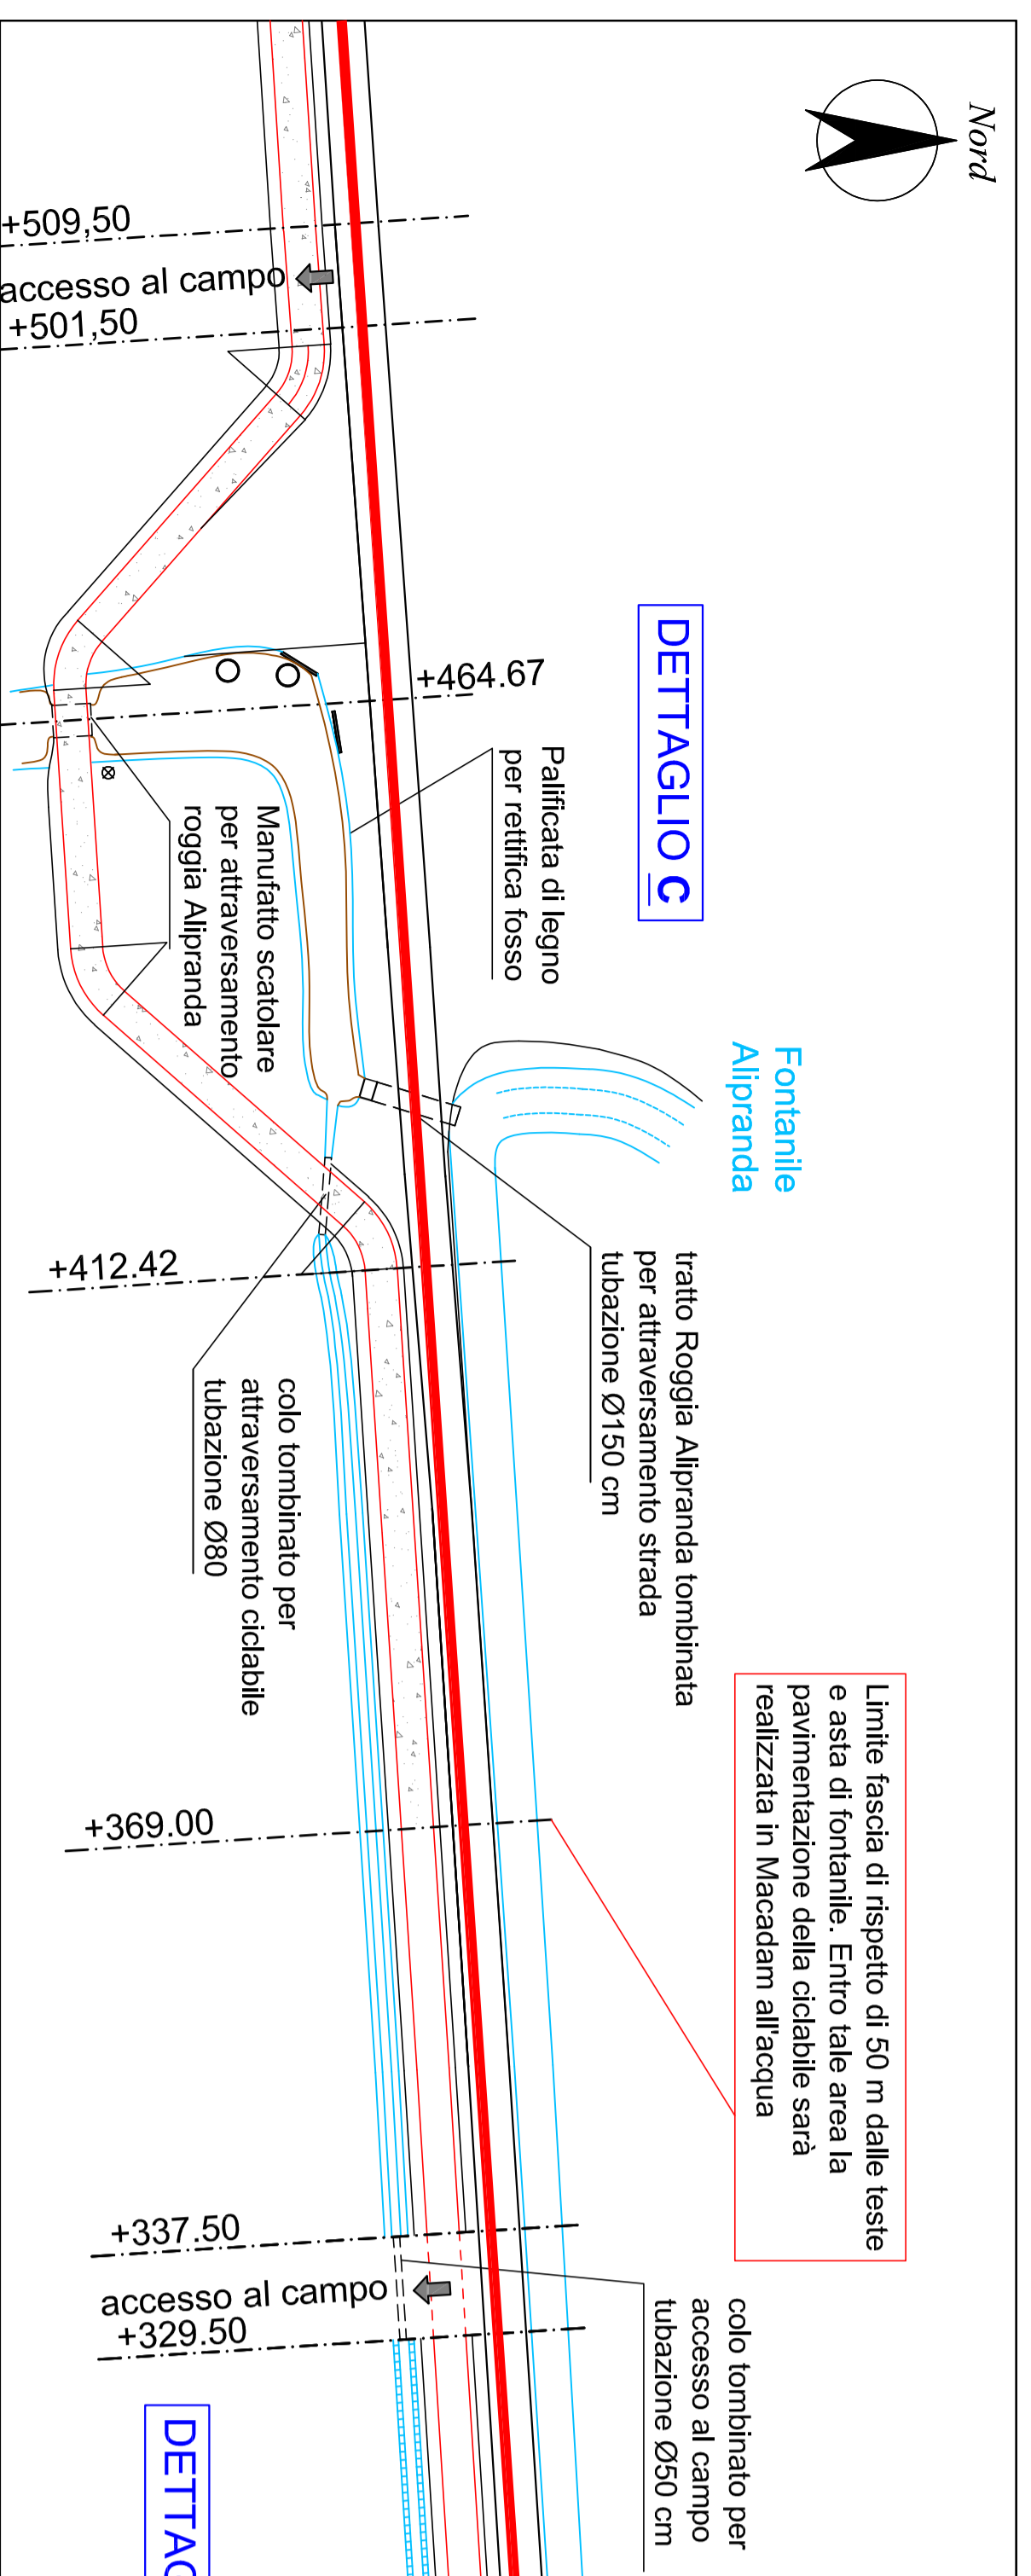 Nord
+509,50
accesso al campo
+501,50
DETTAGLIO C
+464.67
Palificata di legno
per rettifica fosso
Manufatto scatolare
per attraversamento
roggia Alipranda
Fontanile
Alipranda
tratto Roggia Alipranda tombinata
per attraversamento strada
tubazione Ø150 cm
+412.42
colo tombinato per
attraversamento ciclabile
tubazione Ø80
Limite fascia di rispetto di 50 m dalle teste
e asta di fontanile. Entro tale area la
pavimentazione della ciclabile sarà
realizzata in Macadam all'acqua
+369.00
+337.50
accesso al campo
+329.50
colo tombinato per
accesso al campo
tubazione Ø50 cm
DETTAG